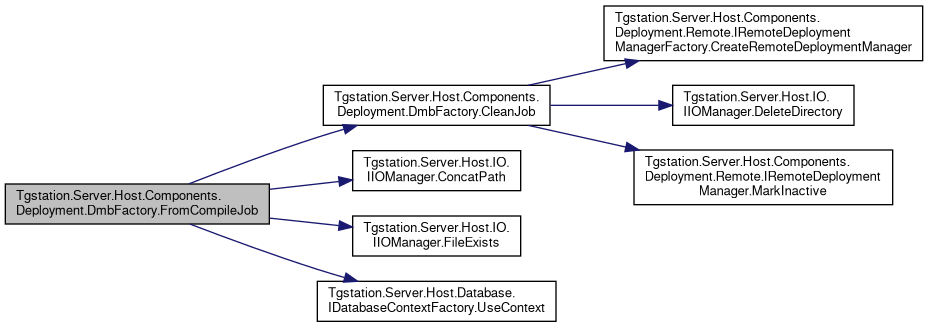 Tgstation.Server.Host.Components.
Deployment.DmbFactory.FromCompileJob
Tgstation.Server.Host.Components.
Deployment.DmbFactory.CleanJob
Tgstation.Server.Host.IO.
IIOManager.ConcatPath
Tgstation.Server.Host.IO.
IIOManager.FileExists
Tgstation.Server.Host.Database.
IDatabaseContextFactory.UseContext
Tgstation.Server.Host.Components.
Deployment.Remote.IRemoteDeployment
ManagerFactory.CreateRemoteDeploymentManager
Tgstation.Server.Host.IO.
IIOManager.DeleteDirectory
Tgstation.Server.Host.Components.
Deployment.Remote.IRemoteDeployment
Manager.MarkInactive